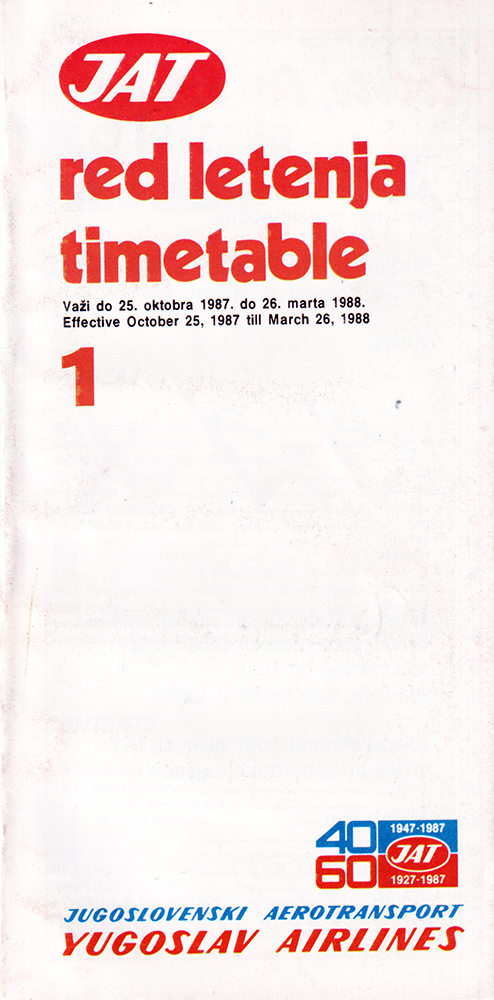 JAT
red letenja
timetable
Važi do 25. oktobra 1987. do 26. marta 1988.
Effective October 25, 1987 till March 26, 1988
1
40 1947-1987
JAT
60 1927-1987
JUGOSLOVENSKI AEROTRANSPORT
YUGOSLAV AIRLINES